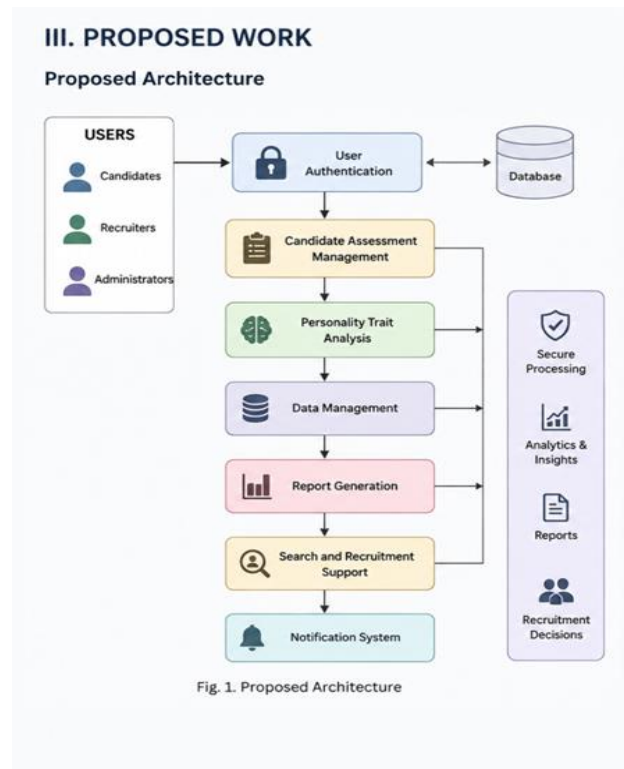 III. PROPOSED WORK
Proposed Architecture
USERS
Candidates
Recruiters
Administrators
User
Authentication
Database
Candidate Assessment
Management
Personality Trait
Analysis
Data Management
Report Generation
Search and Recruitment
Support
Notification System
Secure
Processing
Analytics &
Insights
Reports
Recruitment
Decisions
Fig. 1. Proposed Architecture